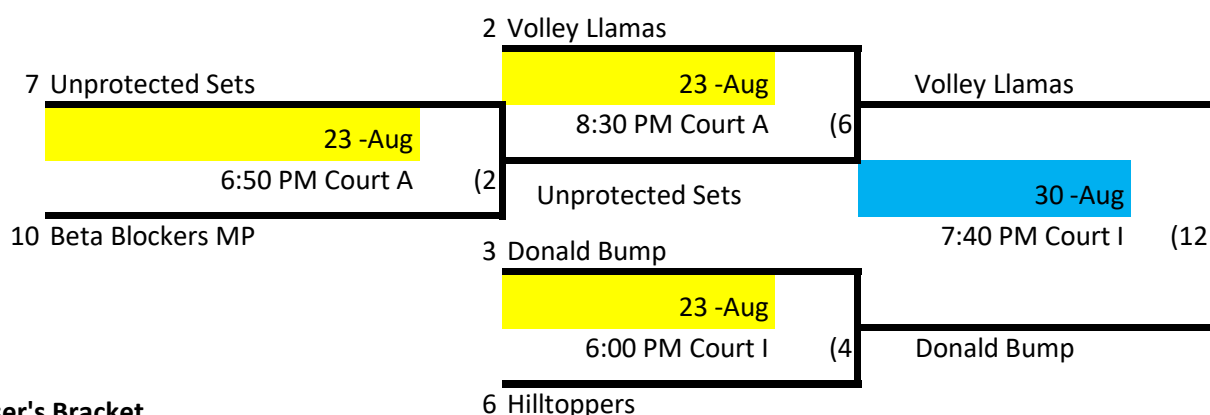 2 Volley Llamas
7 Unprotected Sets
23 -Aug
Volley Llamas
8:30 PM Court A (6
23 -Aug
6:50 PM Court A (2
Unprotected Sets
30 -Aug
10 Beta Blockers MP
7:40 PM Court I (12
3 Donald Bump
23 -Aug
6:00 PM Court I (4
Donald Bump
6 Hilltoppers
er's Bracket